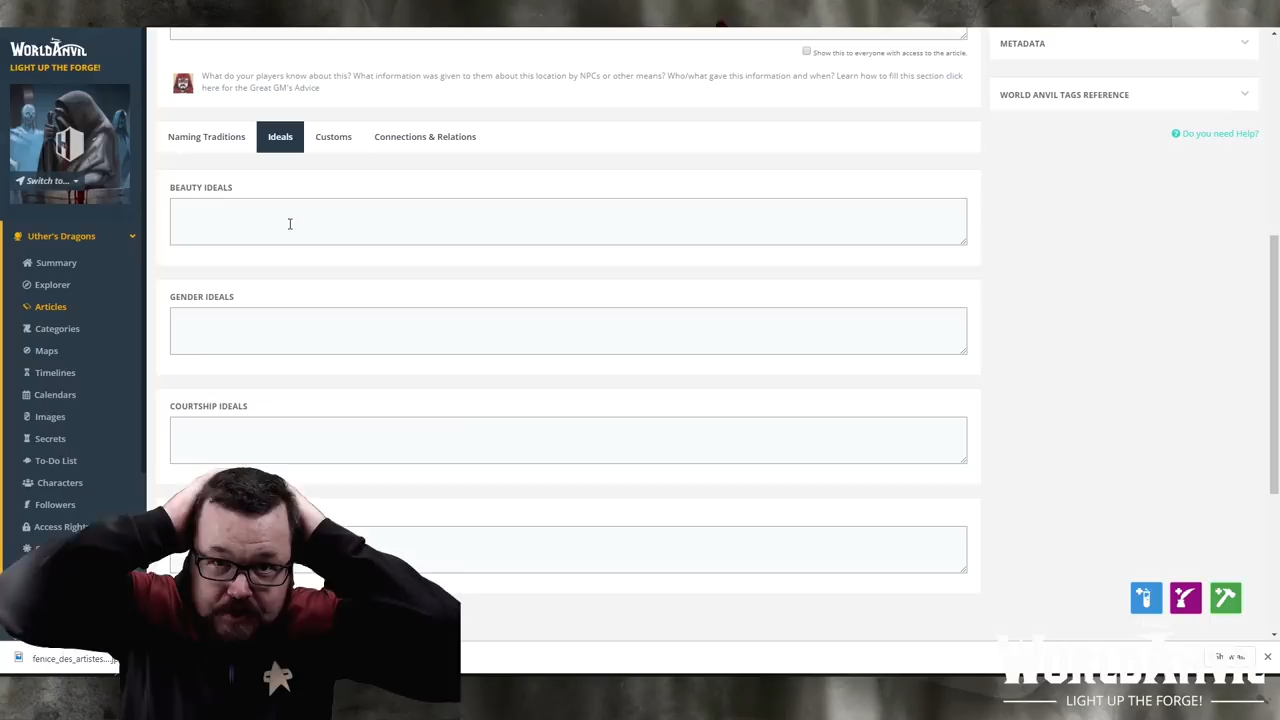 WORLDANVIL
LIGHT UP THE FORGE!
Switch to...
Uther's Dragons
Summary
Explorer
Articles
Categories
Maps
Timelines
Calendars
Images
Secrets
To-Do List
Characters
Followers
Access Rights
Show this to everyone with access to the article.
What do your players know about this? What information was given to them about this location by NPCs or other means? Who/what gave this information and when? Learn how to fill this section click
here for the Great GM's Advice
Naming Traditions Ideals Customs Connections & Relations
BEAUTY IDEALS
GENDER IDEALS
COURTSHIP IDEALS
METADATA
WORLD ANVIL TAGS REFERENCE
Do you need Help?
fenice_des_artistes....jp
WORLDANVIL
LIGHT UP THE FORGE!